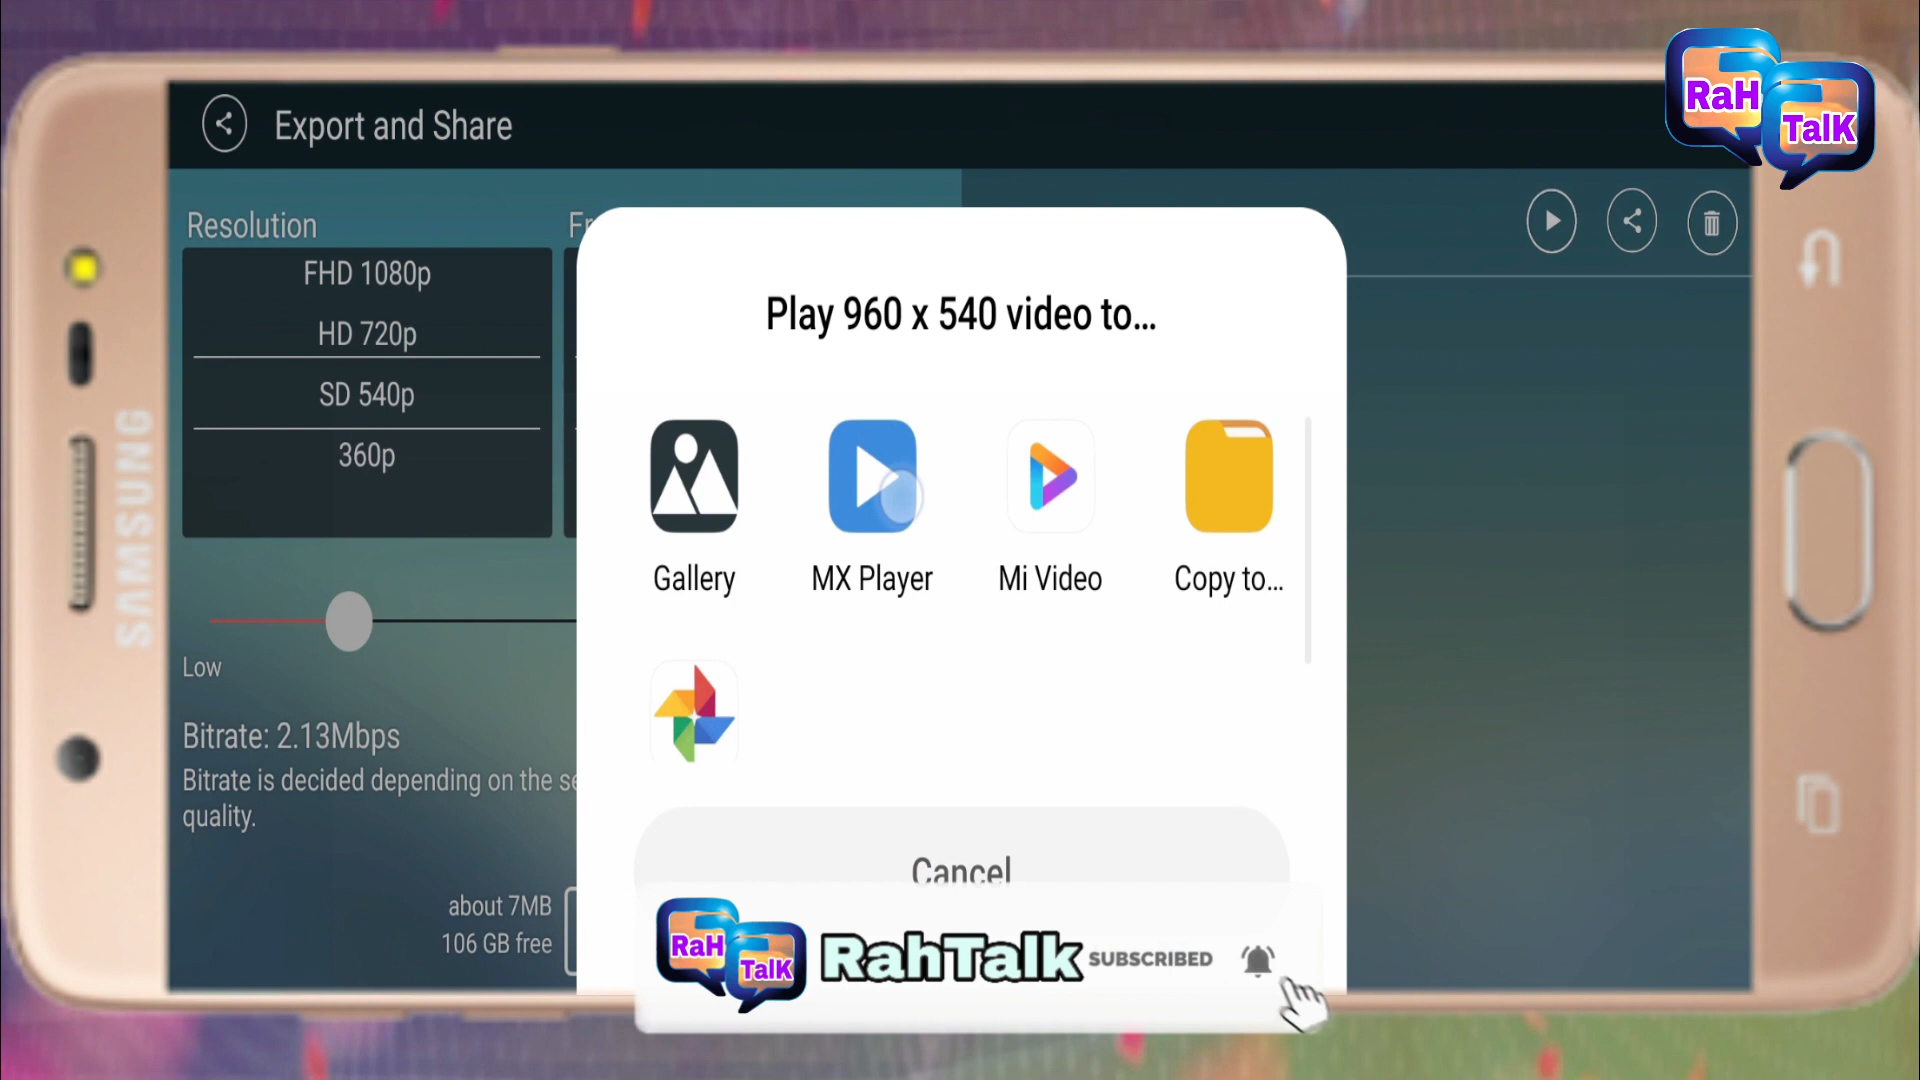 Export and Share
RaH
TalK
Resolution
Fr
FHD 1080p
HD 720p
SD 540p
360p
Play 960 x 540 video to...
Gallery
MX Player
Mi Video
Copy to...
Low
Bitrate: 2.13Mbps
Bitrate is decided depending on the se
quality.
about 7MB
106 GB free
Cancel
RaH
TalK
RahTalk SUBSCRIBED
SAMSUNG